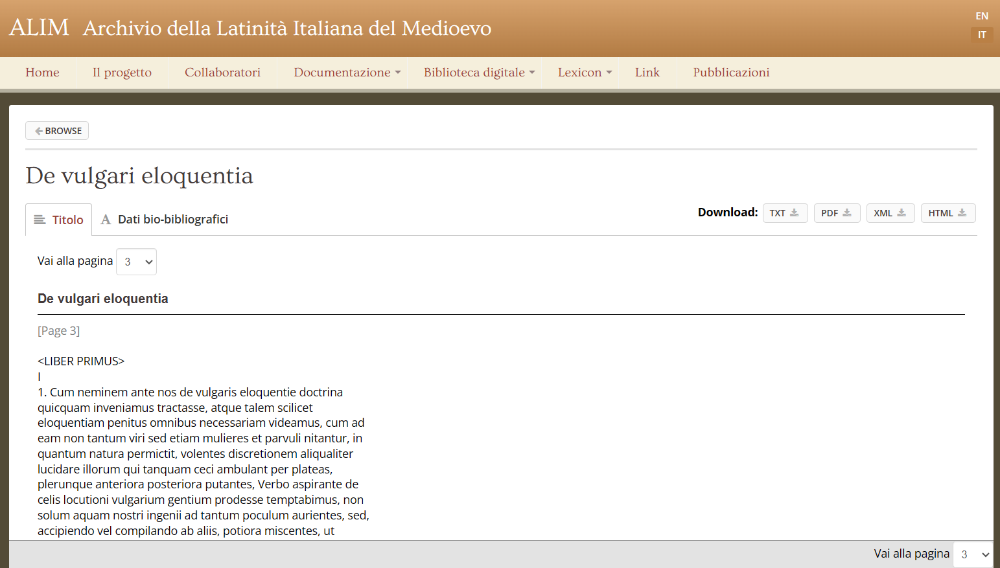 ALIM Archivio della Latinità Italiana del Medioevo
EN
IT
Home Il progetto Collaboratori Documentazione Biblioteca digitale Lexicon Link Pubblicazioni
BROWSE
De vulgari eloquentia
Titolo A Dati bio-bibliografici
Download: TXT PDF XML HTML
Vai alla pagina 3
De vulgari eloquentia
[Page 3]
<LIBER PRIMUS>
I
1. Cum neminem ante nos de vulgaris eloquentie doctrina
quicquam inveniamus tractasse, atque talem scilicet
eloquentiam penitus omnibus necessariam videamus, cum ad
eam non tantum viri sed etiam mulieres et parvuli nitantur, in
quantum natura permictit, volentes discretionem aliqualiter
lucidare illorum qui tanquam ceci ambulant per plateas,
plerunque anteriora posteriora putantes, Verbo aspirante de
celis locutioni vulgarium gentium prodesse temptabimus, non
solum aquam nostri ingenii ad tantum poculum aurientes, sed,
accipiendo vel compilando ab aliis, potiora miscentes, ut
Vai alla pagina 3